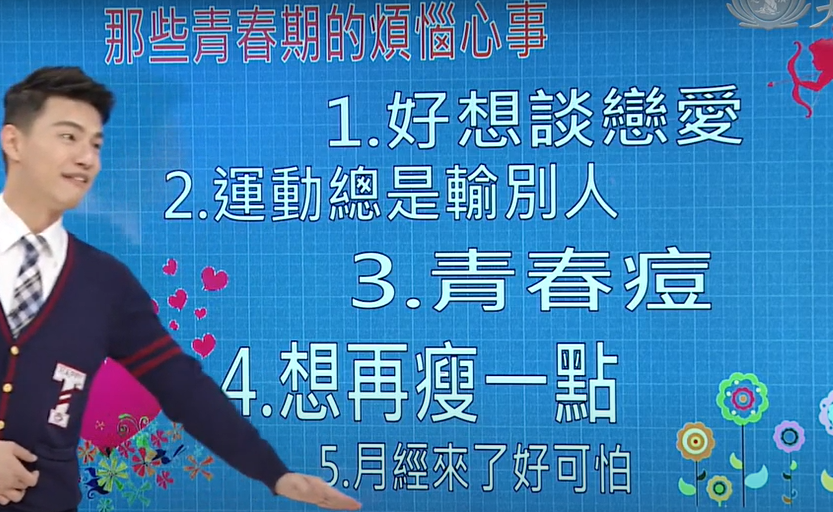 那些青春期的煩惱心事
1.好想談戀愛
2.運動總是輸別人
3.青春痘
4.想再瘦一點
5.月經來了好可怕